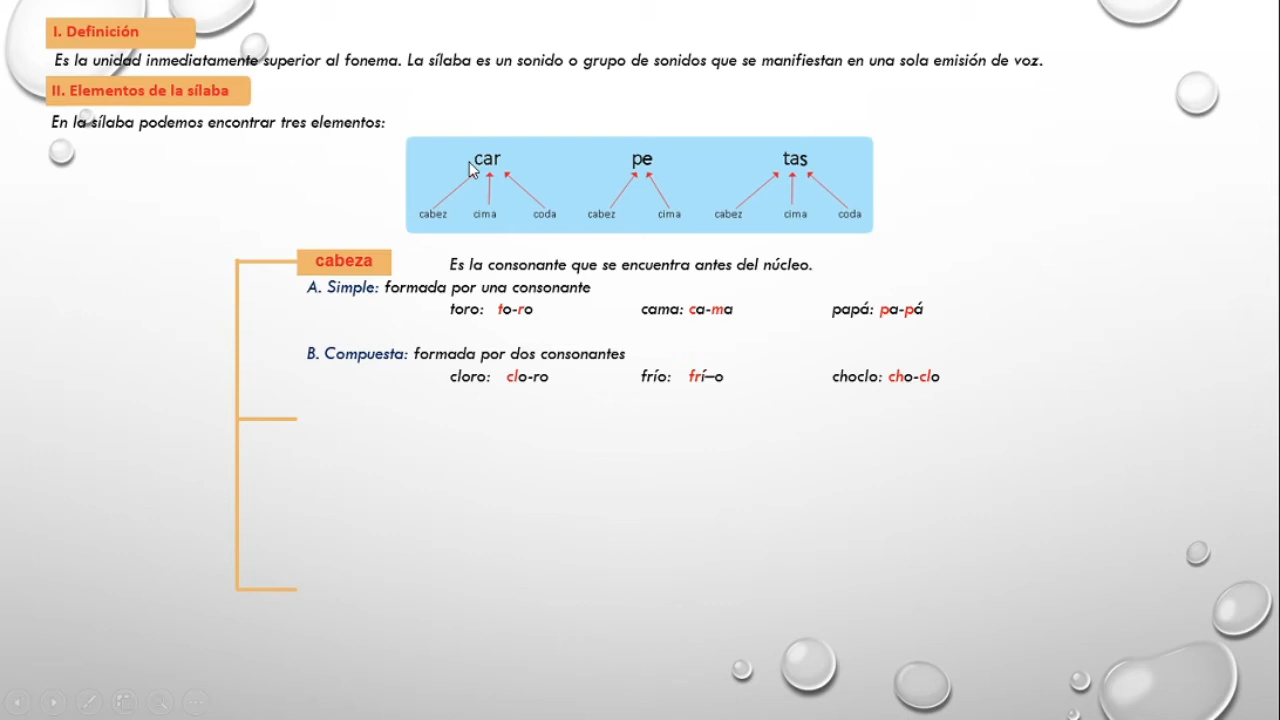 I. Definición
Es la unidad inmediatamente superior al fonema. La sílaba es un sonido o grupo de sonidos que se manifiestan en una sola emisión de voz.
II. Elementos de la sílaba
En la sílaba podemos encontrar tres elementos:
car pe tas
cabez cima coda cabez cima cabez cima coda
cabeza Es la consonante que se encuentra antes del núcleo.
A. Simple: formada por una consonante
toro: to-ro cama: ca-ma papá: pa-pá
B. Compuesta: formada por dos consonantes
cloro: clo-ro frío: frí–o choclo: cho-clo